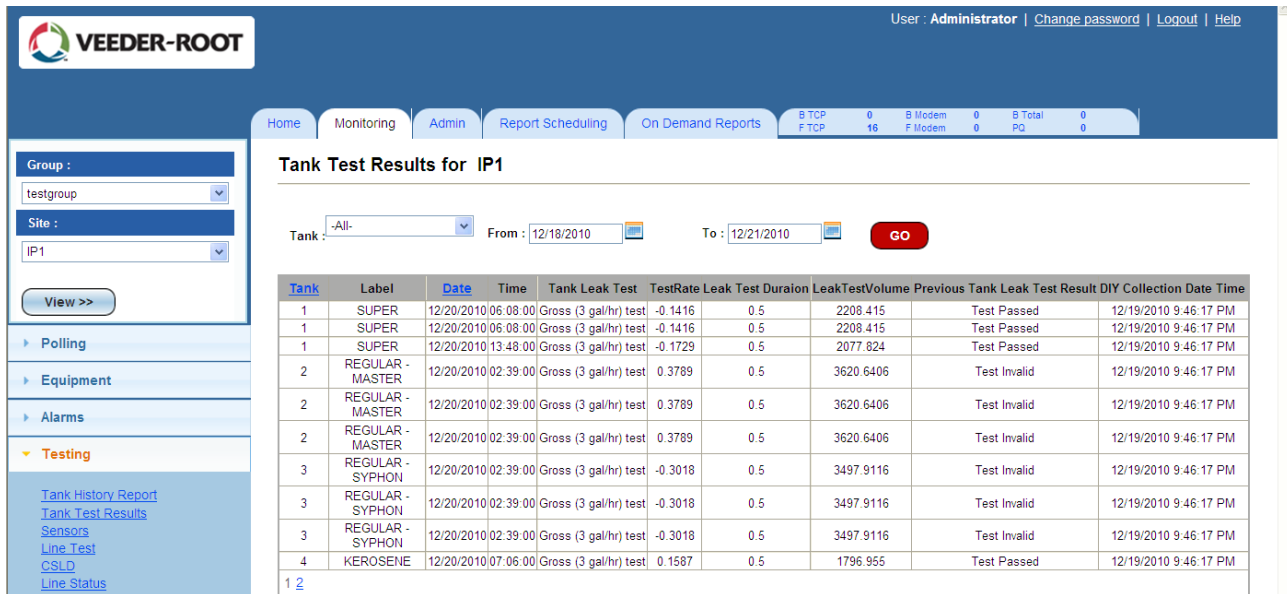 User : Administrator | Change password | Logout | Help
VEEDER-ROOT
Home Monitoring Admin Report Scheduling On Demand Reports
B TCP 0 B Modem 0 B Total 0
F TCP 16 F Modem 0 PQ 0
Group :
testgroup
Site :
IP1
View >>
Polling
Equipment
Alarms
Testing
Tank History Report
Tank Test Results
Sensors
Line Test
CSLD
Line Status
Tank Test Results for IP1
Tank : -All- From : 12/18/2010 To : 12/21/2010 GO
Tank Label Date Time Tank Leak Test TestRate Leak Test Duraion LeakTestVolume Previous Tank Leak Test Result DIY Collection Date Time
1 SUPER 12/20/2010 06:08:00 Gross (3 gal/hr) test -0.1416 0.5 2208.415 Test Passed 12/19/2010 9:46:17 PM
1 SUPER 12/20/2010 06:08:00 Gross (3 gal/hr) test -0.1416 0.5 2208.415 Test Passed 12/19/2010 9:46:17 PM
1 SUPER 12/20/2010 13:48:00 Gross (3 gal/hr) test -0.1729 0.5 2077.824 Test Passed 12/19/2010 9:46:17 PM
2 REGULAR - MASTER 12/20/2010 02:39:00 Gross (3 gal/hr) test 0.3789 0.5 3620.6406 Test Invalid 12/19/2010 9:46:17 PM
2 REGULAR - MASTER 12/20/2010 02:39:00 Gross (3 gal/hr) test 0.3789 0.5 3620.6406 Test Invalid 12/19/2010 9:46:17 PM
2 REGULAR - MASTER 12/20/2010 02:39:00 Gross (3 gal/hr) test 0.3789 0.5 3620.6406 Test Invalid 12/19/2010 9:46:17 PM
3 REGULAR - SYPHON 12/20/2010 02:39:00 Gross (3 gal/hr) test -0.3018 0.5 3497.9116 Test Invalid 12/19/2010 9:46:17 PM
3 REGULAR - SYPHON 12/20/2010 02:39:00 Gross (3 gal/hr) test -0.3018 0.5 3497.9116 Test Invalid 12/19/2010 9:46:17 PM
3 REGULAR - SYPHON 12/20/2010 02:39:00 Gross (3 gal/hr) test -0.3018 0.5 3497.9116 Test Invalid 12/19/2010 9:46:17 PM
4 KEROSENE 12/20/2010 07:06:00 Gross (3 gal/hr) test 0.1587 0.5 1796.955 Test Passed 12/19/2010 9:46:17 PM
1 2